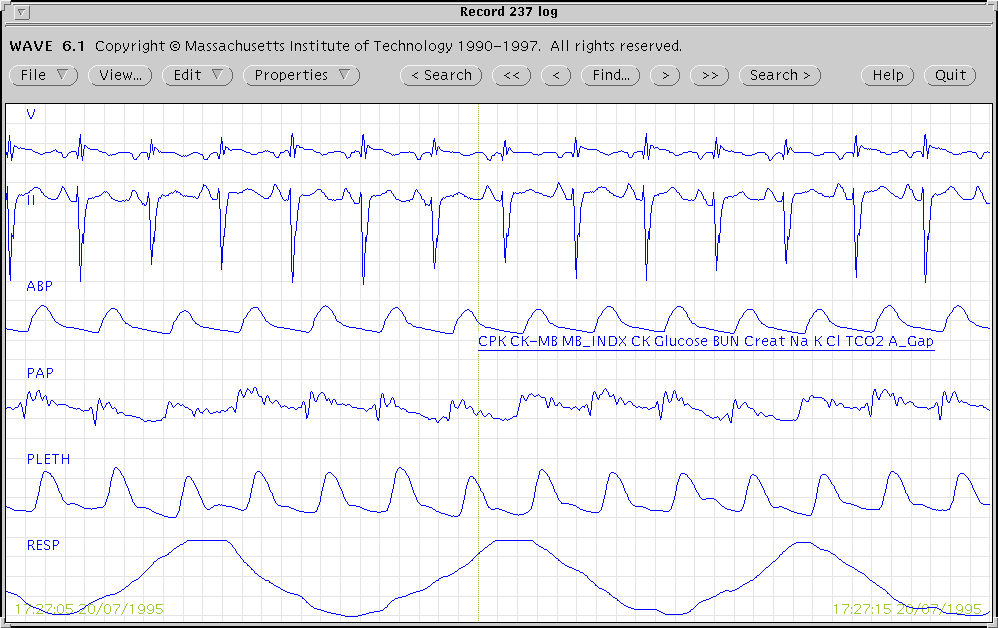 Record 237 log
WAVE 6.1 Copyright © Massachusetts Institute of Technology 1990-1997. All rights reserved.
File View... Edit Properties < Search << < Find... > >> Search > Help Quit
V
II
ABP
CPK CK-MB MB_INDX CK Glucose BUN Creat Na K Cl TCO2 A_Gap
PAP
PLETH
RESP
17:27:05 20/07/1995 17:27:15 20/07/1995